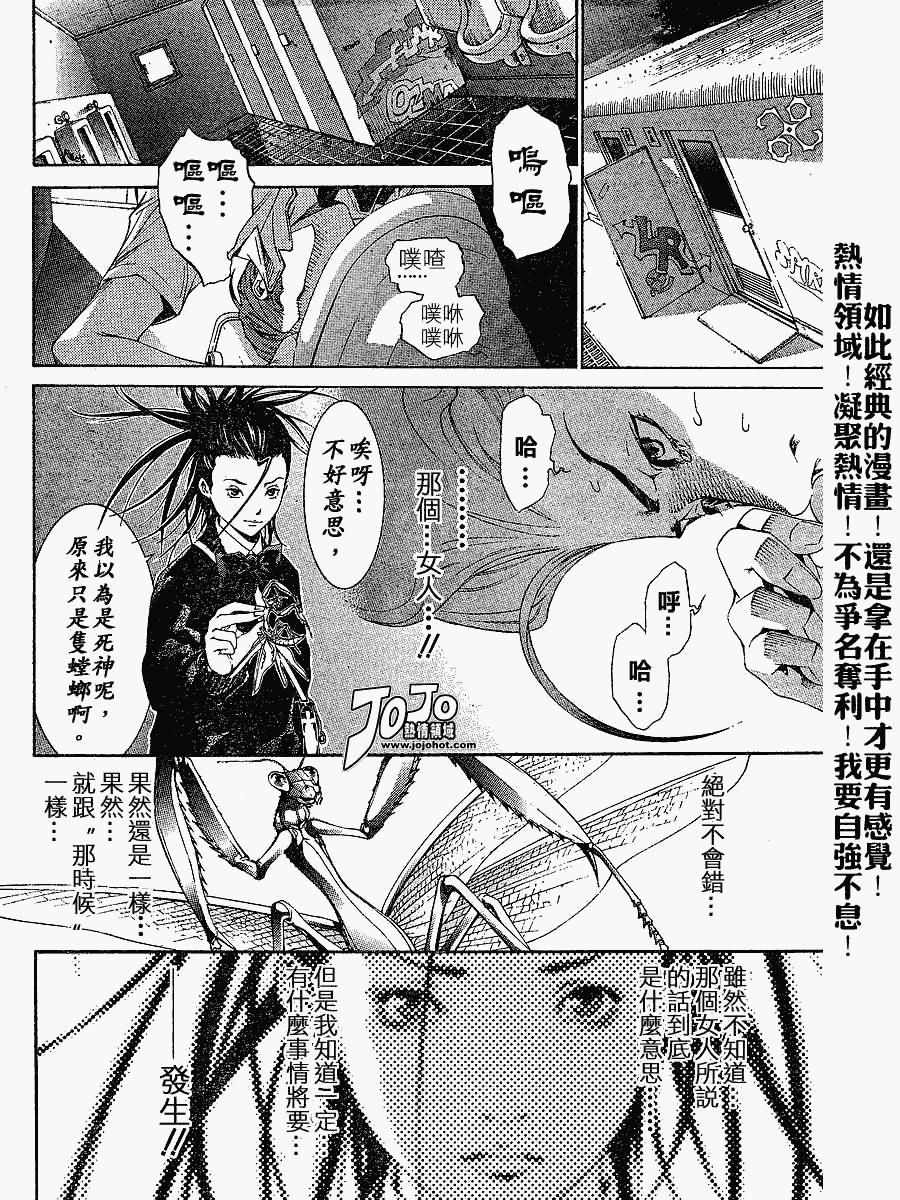 嗚
嘔
嘔…
嘔嘔…
…
噗喳
……
噗咻
噗咻
OZMA
哈…
呼…
哈…
………
那個…女人…!!
唉呀…
不好意思,
我以為是死神呢,
原來只是隻螳螂啊。
JOJO
熱情領域
www.jojohot.com
絕對不會錯…
果然還是一樣…
果然…
就跟"那時候"
一樣…
雖然不知道…
那個女人所說
的話到底
是什麼意思……
但是我知道一定
有什麼事情將要…
——發生!!
如此經典的漫畫!還是拿在手中才更有感覺!
熱情領域!凝聚熱情!不為爭名奪利!我要自強不息!